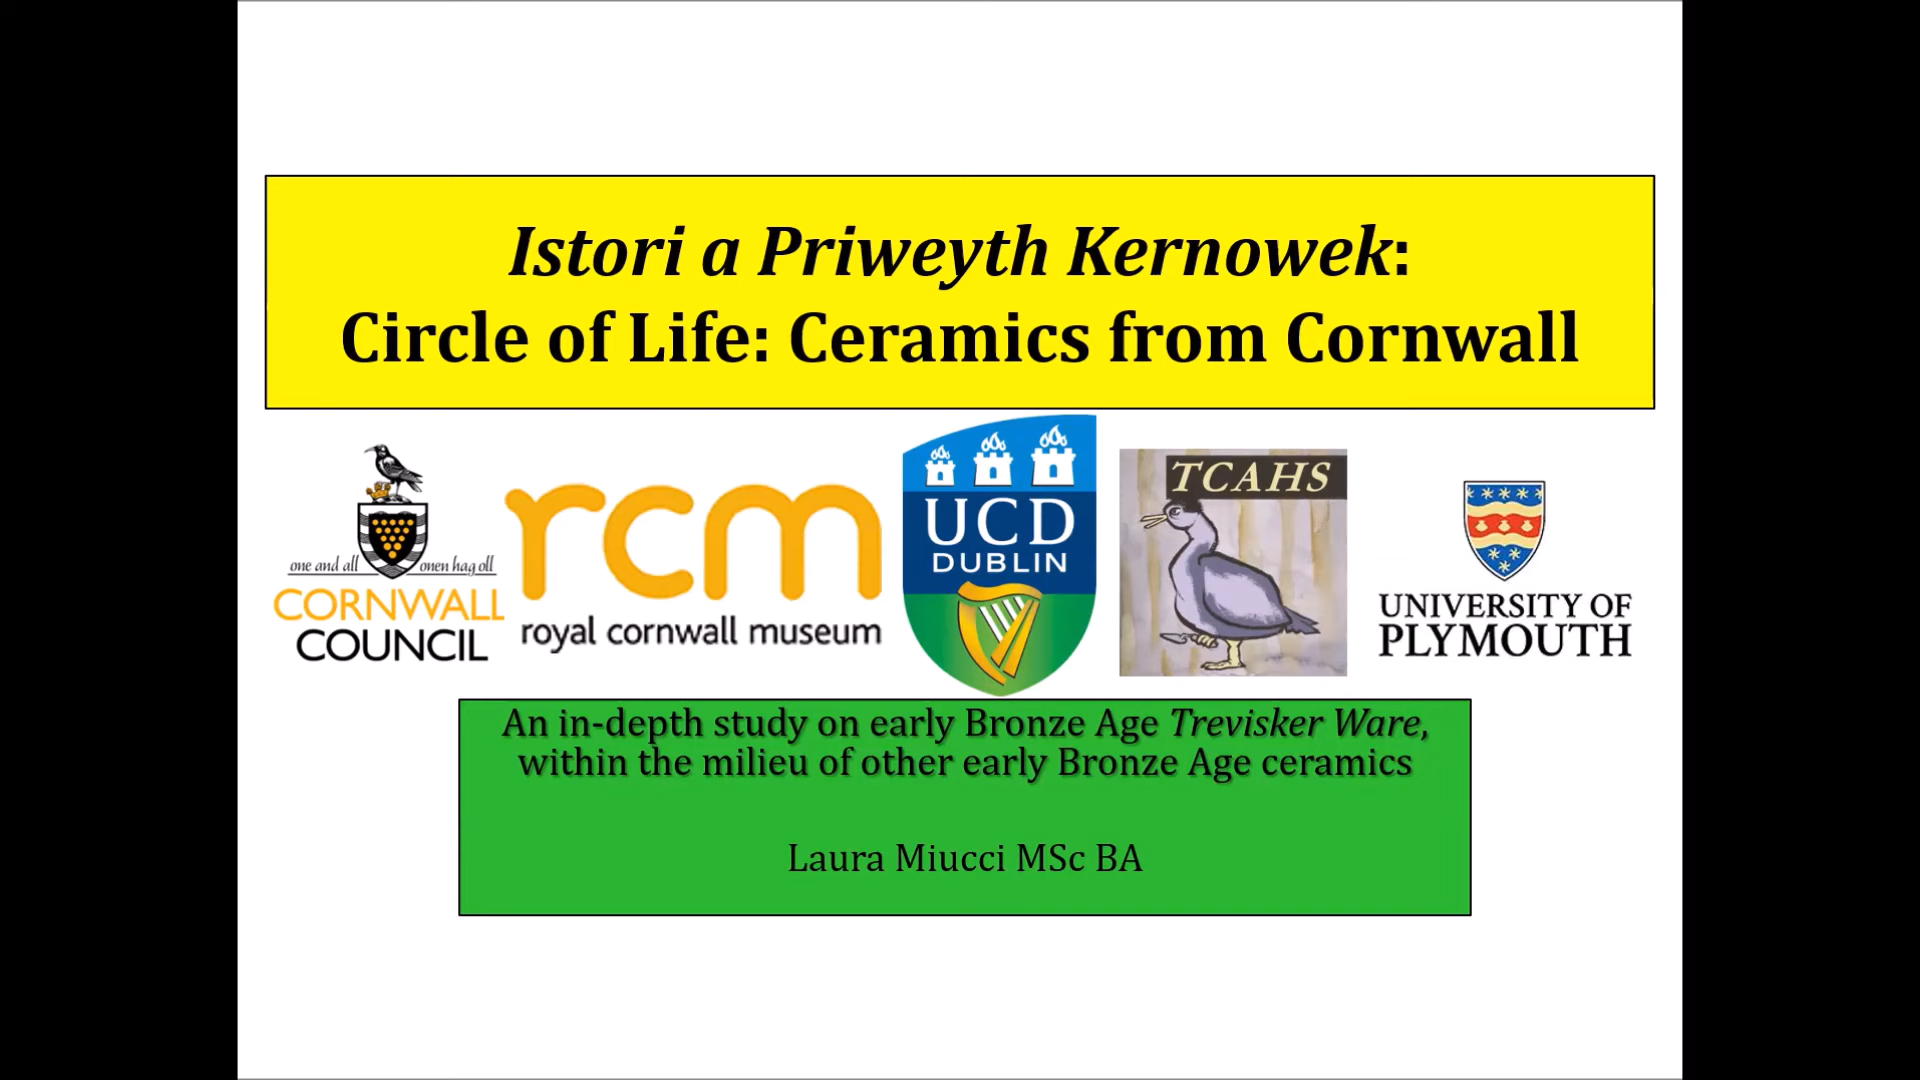 Istori a Priweyth Kernowek:
Circle of Life: Ceramics from Cornwall
one and all onen hag oll
CORNWALL
COUNCIL
rcm
royal cornwall museum
UCD
DUBLIN
TCAHS
UNIVERSITY OF
PLYMOUTH
An in-depth study on early Bronze Age Trevisker Ware,
within the milieu of other early Bronze Age ceramics
Laura Miucci MSc BA